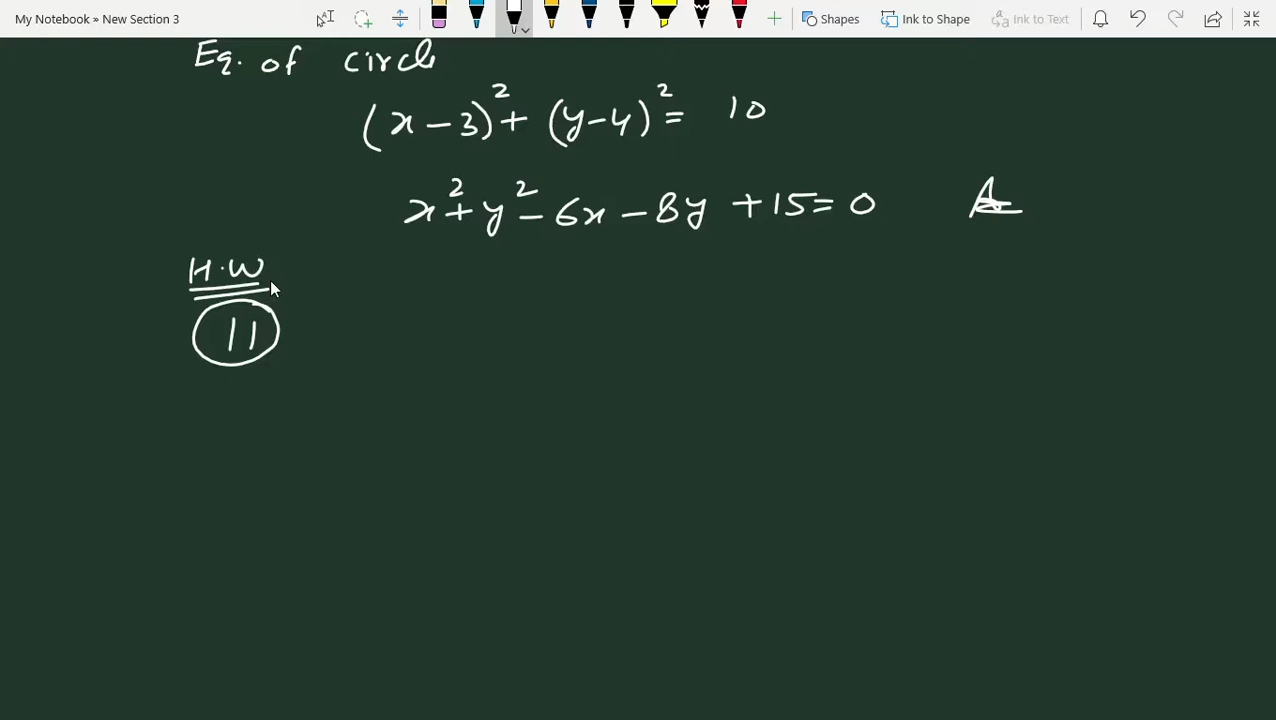 My Notebook » New Section 3
Shapes
Ink to Shape
Ink to Text
Eq. of circle
(x-3)²+(y-4)²= 10
x²+y²-6x-8y+15=0
H.W
11